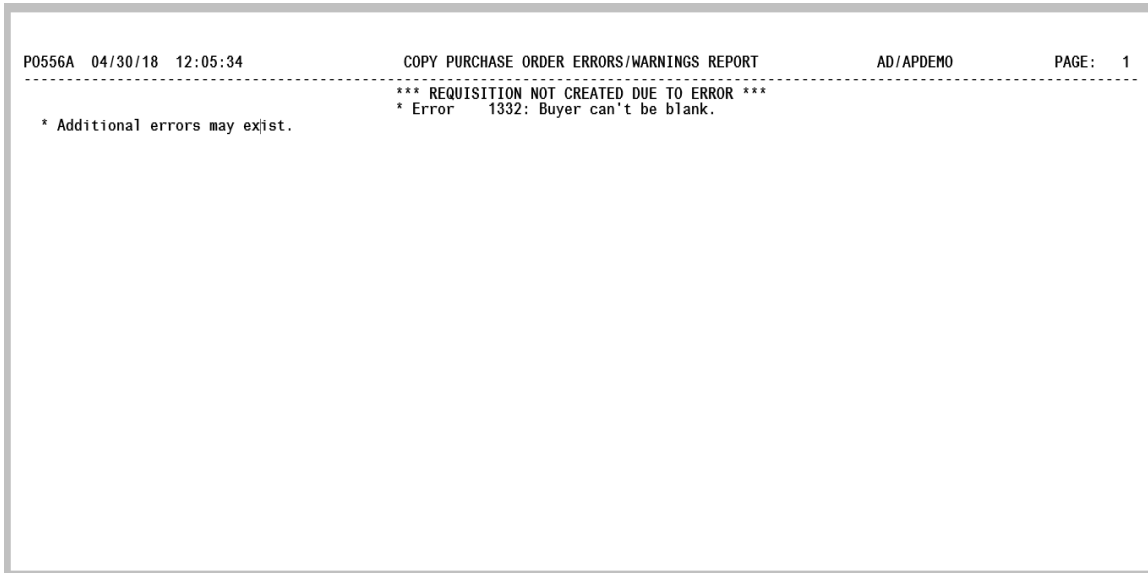 PO556A 04/30/18 12:05:34 COPY PURCHASE ORDER ERRORS/WARNINGS REPORT AD/APDEMO PAGE: 1
*** REQUISITION NOT CREATED DUE TO ERROR ***
* Error 1332: Buyer can't be blank.
* Additional errors may exist.